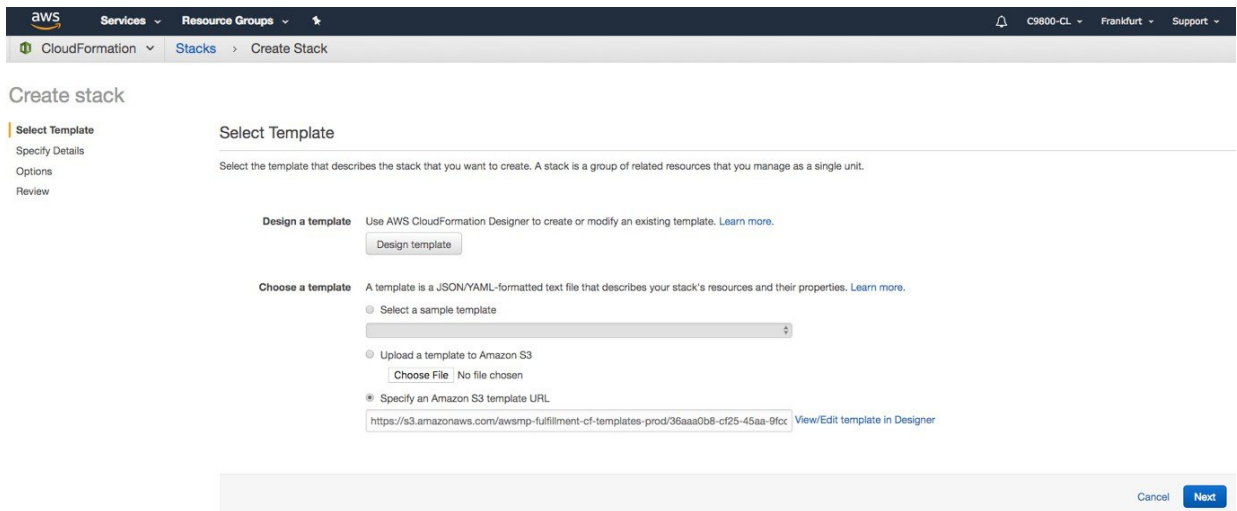 aws Services Resource Groups C9800-CL Frankfurt Support
CloudFormation Stacks > Create Stack
Create stack
Select Template
Specify Details
Options
Review
Select Template
Select the template that describes the stack that you want to create. A stack is a group of related resources that you manage as a single unit.
Design a template Use AWS CloudFormation Designer to create or modify an existing template. Learn more.
Design template
Choose a template A template is a JSON/YAML-formatted text file that describes your stack's resources and their properties. Learn more.
Select a sample template
Upload a template to Amazon S3
Choose File No file chosen
Specify an Amazon S3 template URL
https://s3.amazonaws.com/awsmp-fulfillment-cf-templates-prod/36aaa0b8-cf25-45aa-9fcc View/Edit template in Designer
Cancel Next